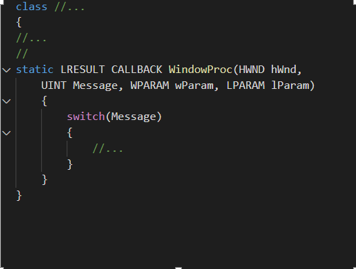 class //...
{
//...
//
static LRESULT CALLBACK WindowProc(HWND hWnd,
    UINT Message, WPARAM wParam, LPARAM lParam)
    {
        switch(Message)
        {
            //...
        }
    }
}